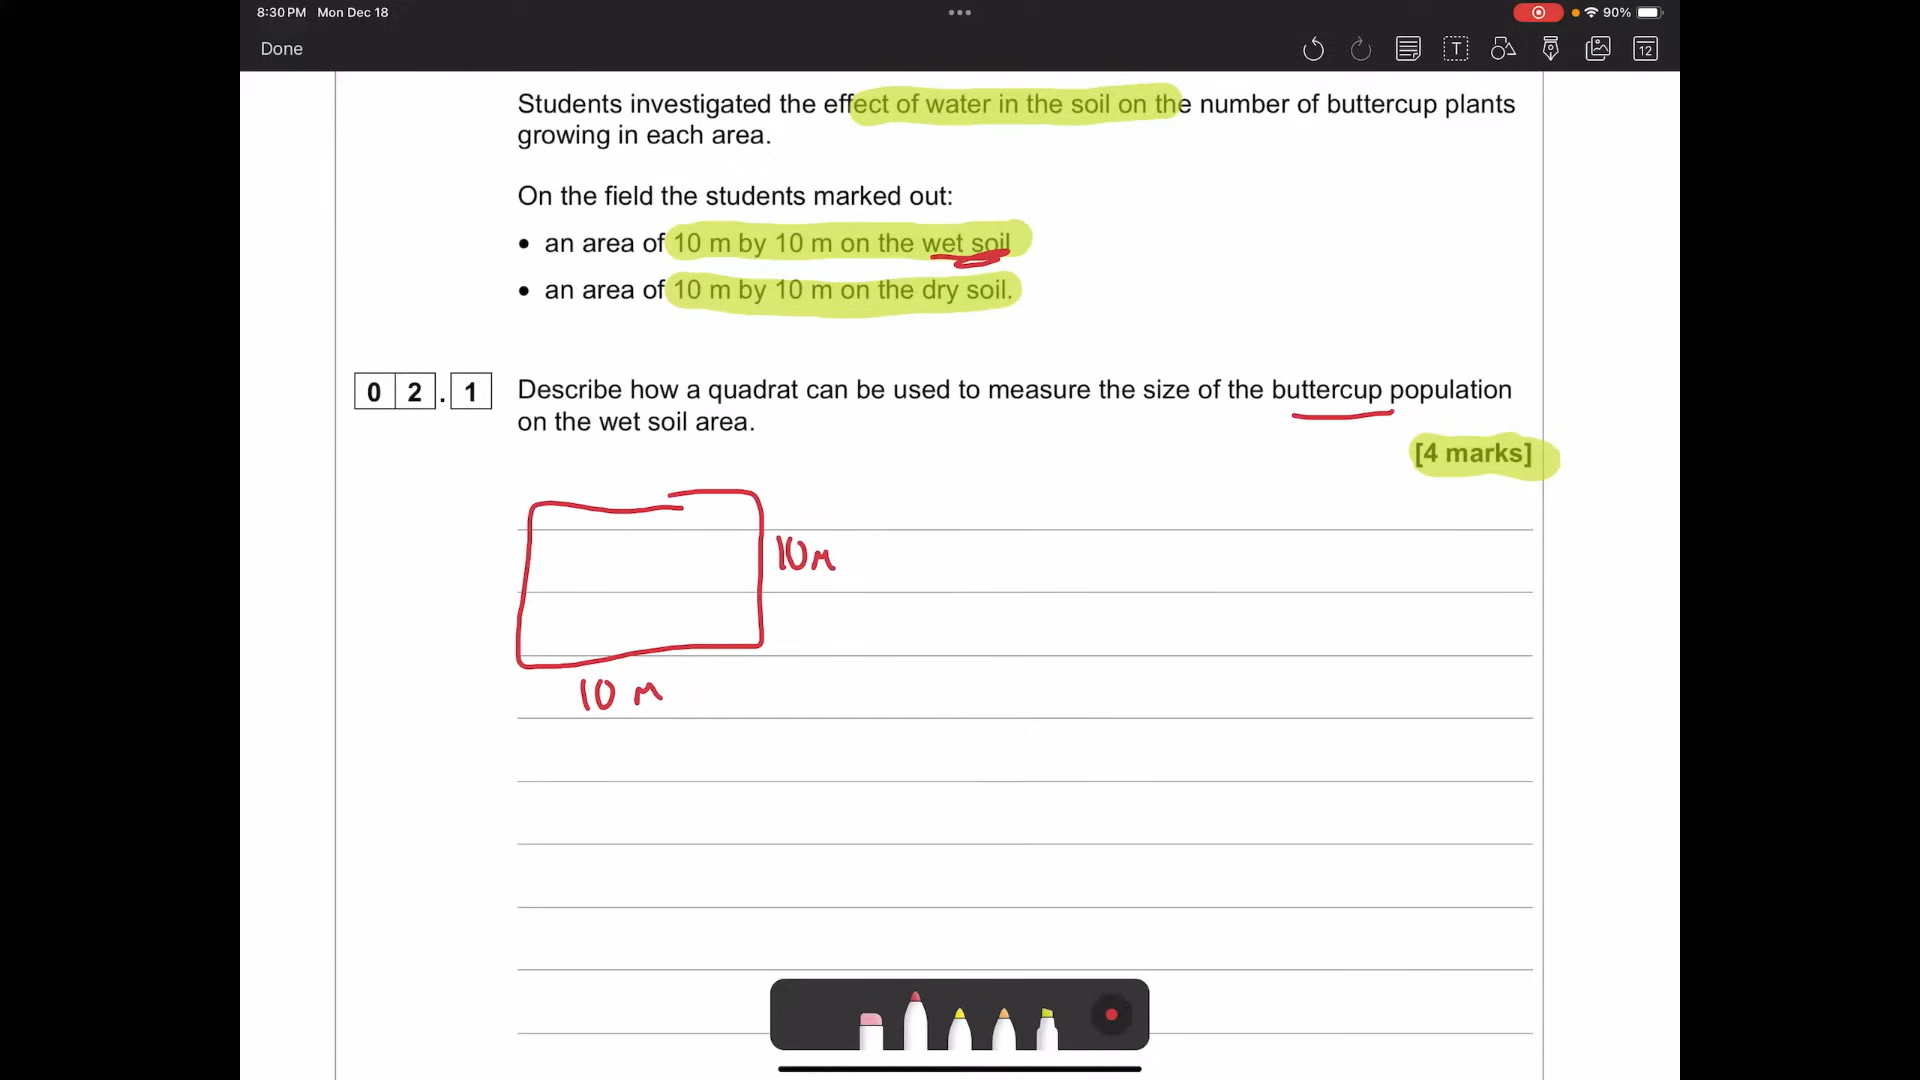 8:30 PM Mon Dec 18
90%
Done
T
12
Students investigated the effect of water in the soil on the number of buttercup plants
growing in each area.
On the field the students marked out:
• an area of 10 m by 10 m on the wet soil
• an area of 10 m by 10 m on the dry soil.
0 2 . 1 Describe how a quadrat can be used to measure the size of the buttercup population
on the wet soil area.
[4 marks]
10m
10 m